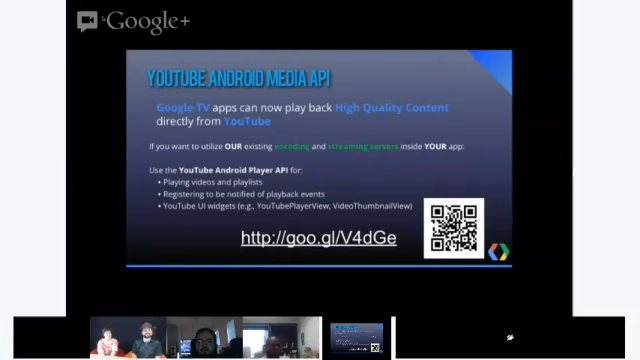 Google+
YOUTUBE ANDROID MEDIA API
Google TV apps can now play back High Quality Content
directly from YouTube
If you want to utilize OUR existing encoding and streaming servers inside YOUR app:
Use the YouTube Android Player API for:
• Playing videos and playlists
• Registering to be notified of playback events
• YouTube UI widgets (e.g., YouTubePlayerView, VideoThumbnailView)
http://goo.gl/V4dGe